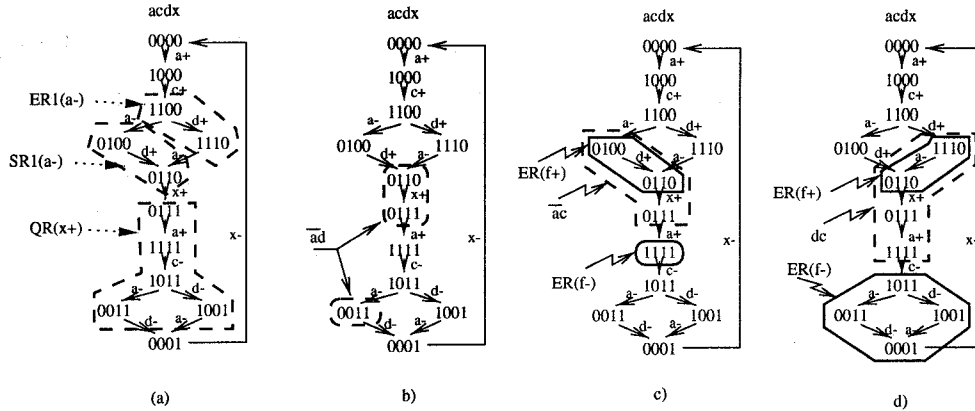 acdx
0000
a+
1000
c+
ER1(a-)
1100
a-
d+
0100
1110
d+
a-
SR1(a-)
0110
x+
0111
QR(x+)
a+
1111
c-
1011
a-
d-
0011
1001
d-
a-
0001
x-
(a)
acdx
0000
a+
1000
c+
1100
a-
d+
0100
1110
d+
a-
0110
x+
0111
a+
ad
1111
c-
1011
a-
d-
0011
1001
d-
a-
0001
x-
b)
acdx
0000
a+
1000
c+
1100
a-
d+
0100
1110
d+
a-
ER(f+)
0110
x+
ac
0111
a+
1111
ER(f-)
c-
1011
a-
d-
0011
1001
d-
a-
0001
x-
c)
acdx
0000
a+
1000
c+
1100
a-
d+
0100
1110
d+
a-
ER(f+)
0110
x+
0111
dc
a+
1111
ER(f-)
c-
1011
a-
d-
0011
1001
d-
a-
0001
x-
d)